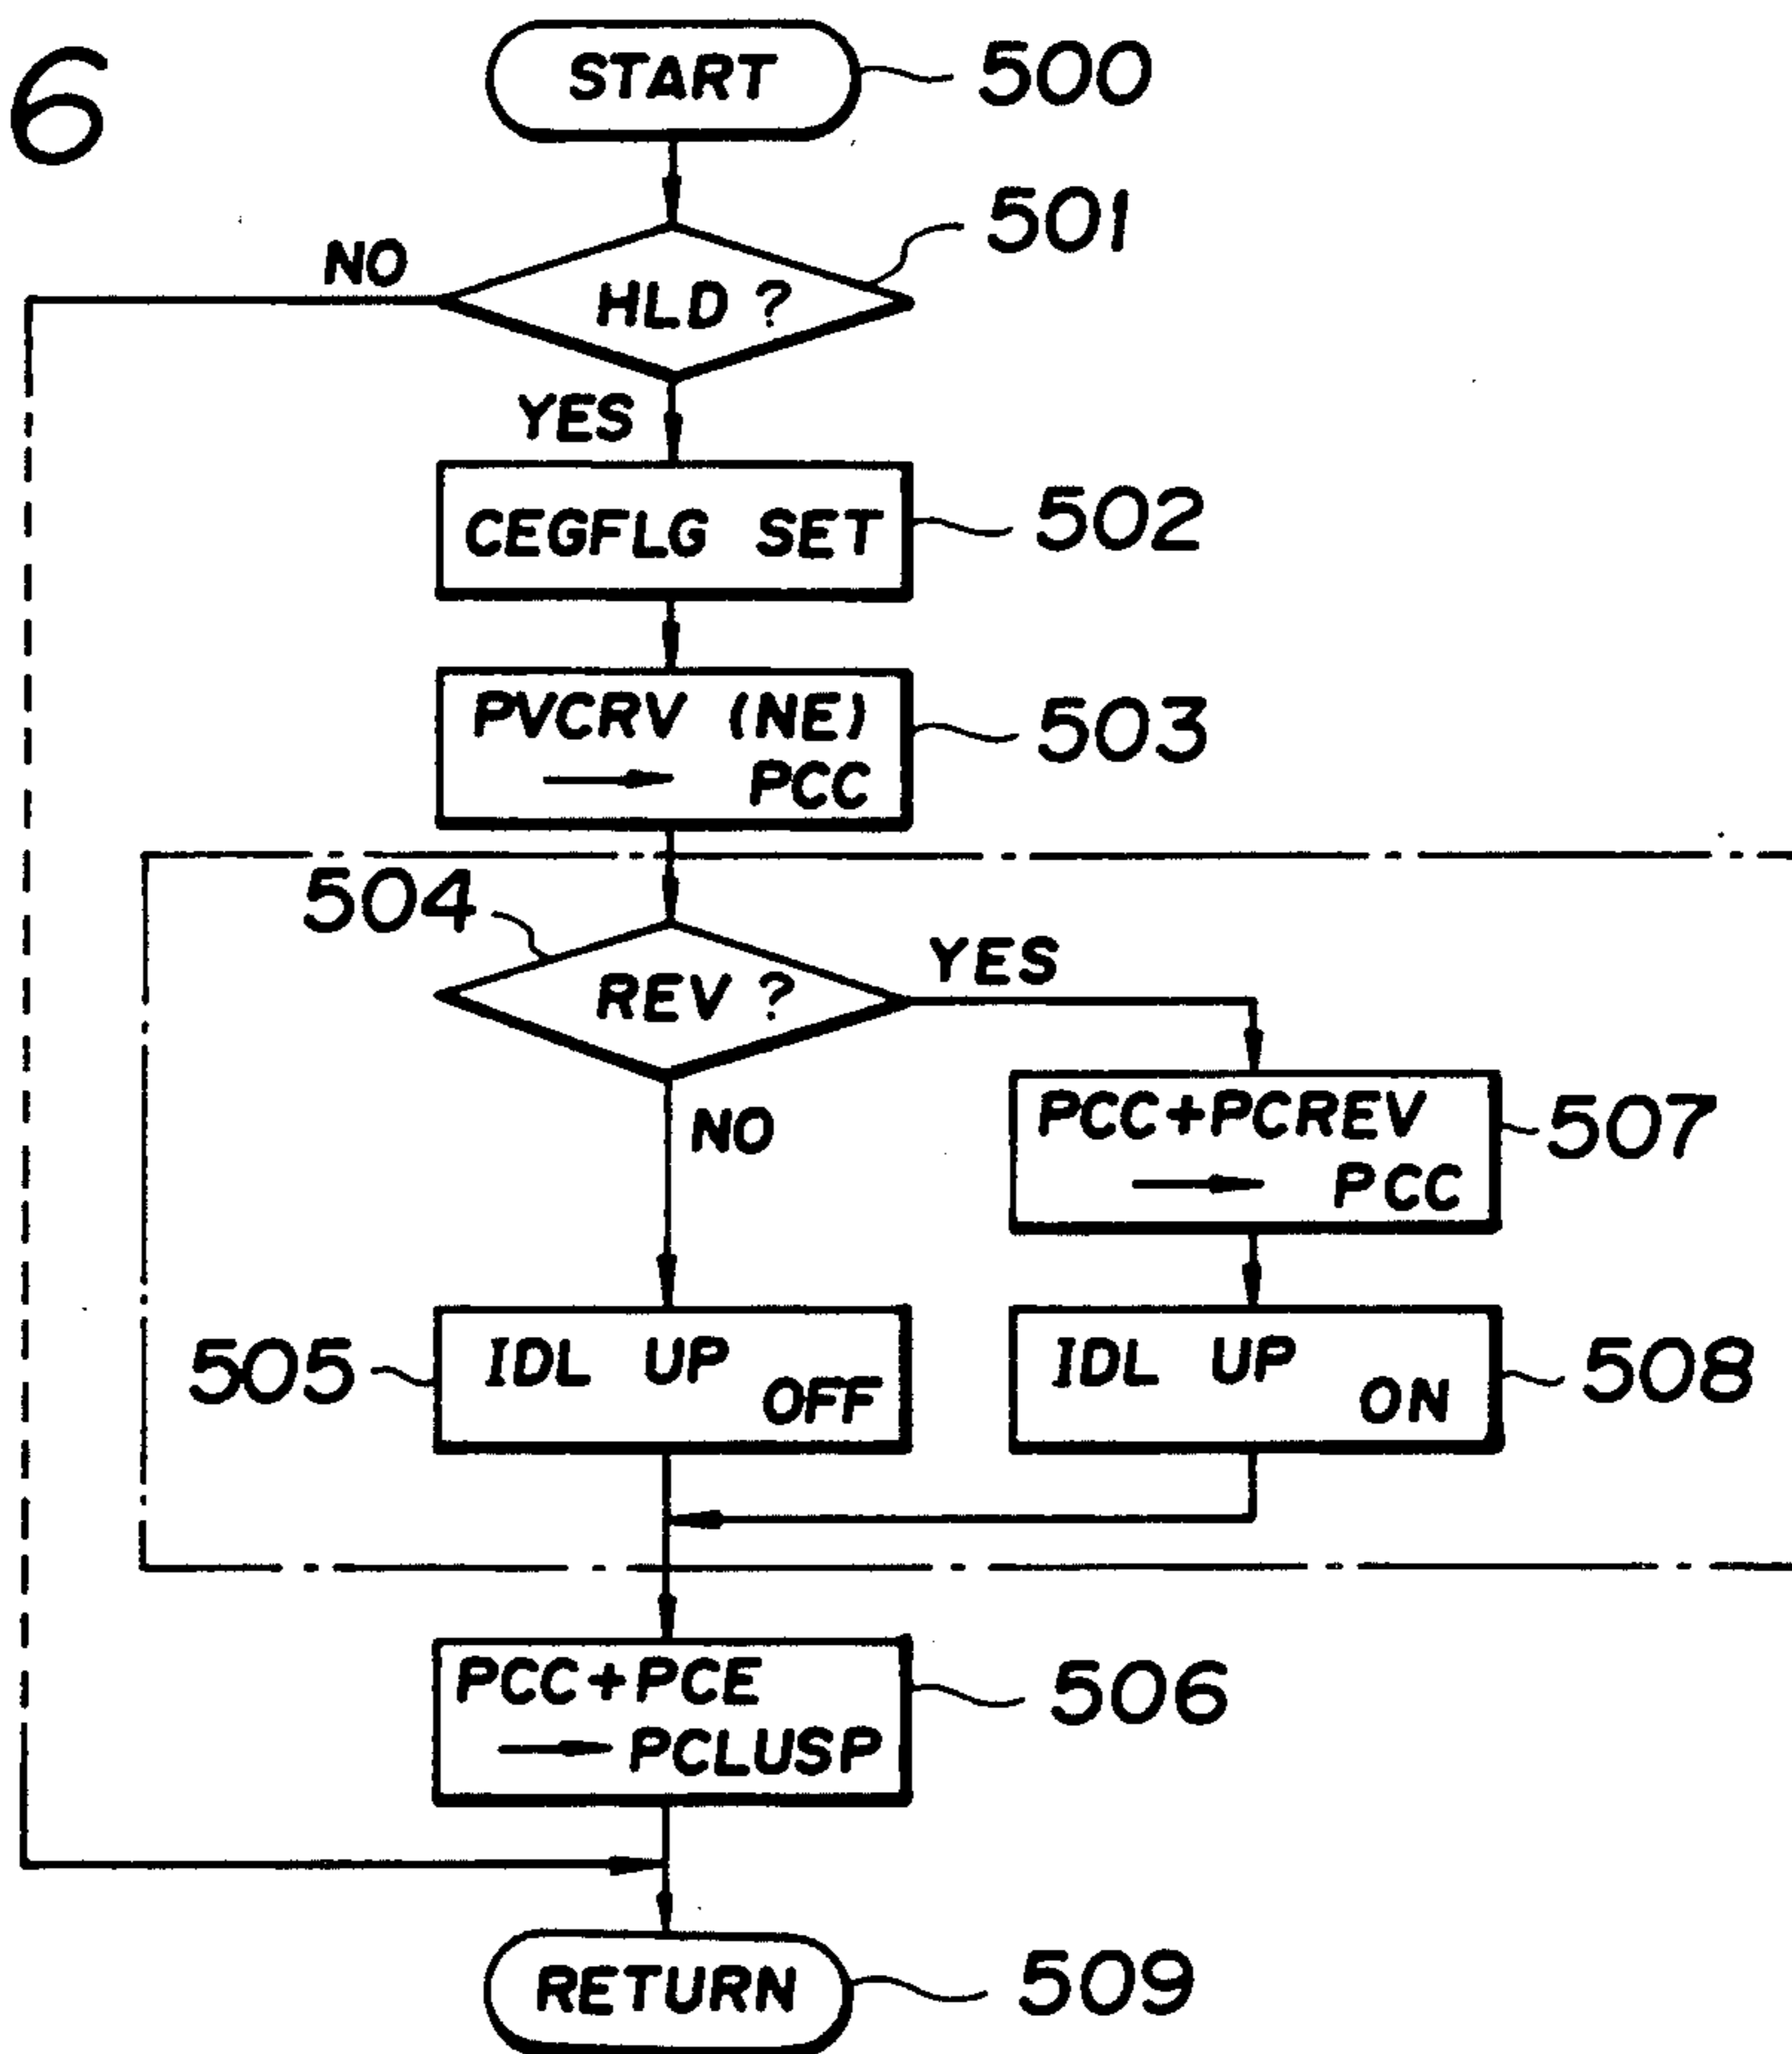 6
START 500
501
NO
HLD ?
YES
CEGFLG SET 502
PVCRV (NE) 503
→ PCC
504
REV ? YES
NO
PCC+PCREV 507
→ PCC
505 IDL UP OFF
IDL UP ON 508
PCC+PCE 506
→ PCLUSP
RETURN 509